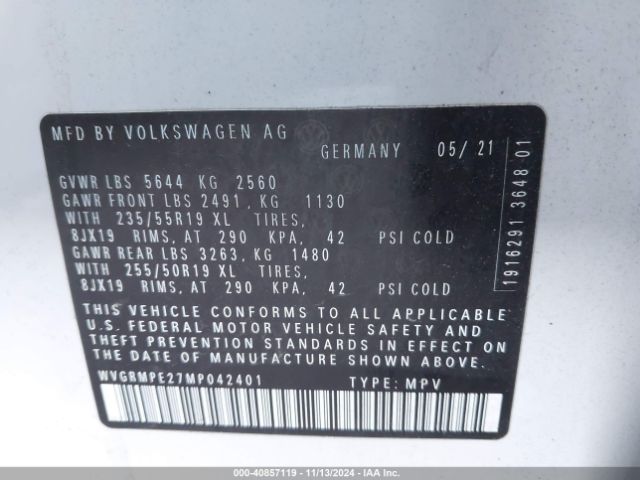 MFD BY VOLKSWAGEN AG
GERMANY 05/ 21
GVWR LBS 5644 KG 2560
GAWR FRONT LBS 2491, KG 1130
WITH 235/55R19 XL TIRES,
8JX19 RIMS, AT 290 KPA, 42 PSI COLD
GAWR REAR LBS 3263, KG 1480
WITH 255/50R19 XL TIRES,
8JX19 RIMS, AT 290 KPA, 42 PSI COLD
THIS VEHICLE CONFORMS TO ALL APPLICABLE
U.S. FEDERAL MOTOR VEHICLE SAFETY AND
THEFT PREVENTION STANDARDS IN EFFECT ON
THE DATE OF MANUFACTURE SHOWN ABOVE.
WVGRMPE27MP042401 TYPE: MPV
1916291 3648 01
000-40857119 - 11/13/2024 - IAA Inc.